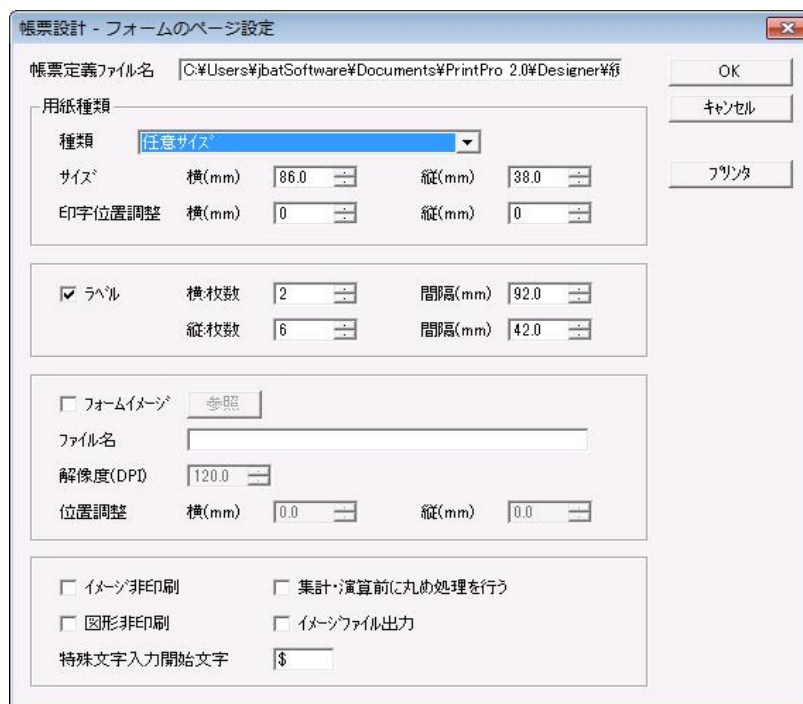 帳票設計 - フォームのページ設定
帳票定義ファイル名 C:¥Users¥jbatSoftware¥Documents¥PrintPro 2.0¥Designer¥
OK
用紙種類
キャンセル
種類 任意サイズ
サイズ 横(mm) 86.0 縦(mm) 38.0
プリンタ
印字位置調整 横(mm) 0 縦(mm) 0
ラベル 横:枚数 2 間隔(mm) 92.0
縦:枚数 6 間隔(mm) 42.0
フォームイメージ 参照
ファイル名
解像度(DPI) 120.0
位置調整 横(mm) 0.0 縦(mm) 0.0
イメージ非印刷 集計・演算前に丸め処理を行う
図形非印刷 イメージファイル出力
特殊文字入力開始文字 $